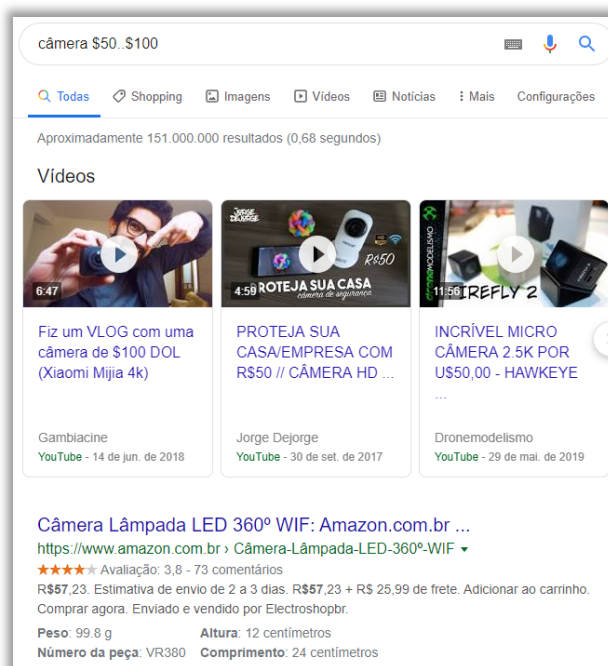 câmera $50..$100
Todas Shopping Imagens Vídeos Notícias Mais Configurações
Aproximadamente 151.000.000 resultados (0,68 segundos)
Vídeos
6:47
JORGE DEJORGE
R$50
4:59
PROTEJA SUA CASA
câmera de segurança
DRONEMODELISMO
11:56
FIREFLY 2
Fiz um VLOG com uma
câmera de $100 DOL
(Xiaomi Mijia 4k)
Gambiacine
YouTube - 14 de jun. de 2018
PROTEJA SUA
CASA/EMPRESA COM
R$50 // CÂMERA HD ...
Jorge Dejorge
YouTube - 30 de set. de 2017
INCRÍVEL MICRO
CÂMERA 2.5K POR
U$50,00 - HAWKEYE
...
Dronemodelismo
YouTube - 29 de mai. de 2019
Câmera Lâmpada LED 360º WIF: Amazon.com.br ...
https://www.amazon.com.br › Câmera-Lâmpada-LED-360º-WIF
Avaliação: 3,8 - 73 comentários
R$57,23. Estimativa de envio de 2 a 3 dias. R$57,23 + R$ 25,99 de frete. Adicionar ao carrinho.
Comprar agora. Enviado e vendido por Electroshopbr.
Peso: 99.8 g Altura: 12 centímetros
Número da peça: VR380 Comprimento: 24 centímetros